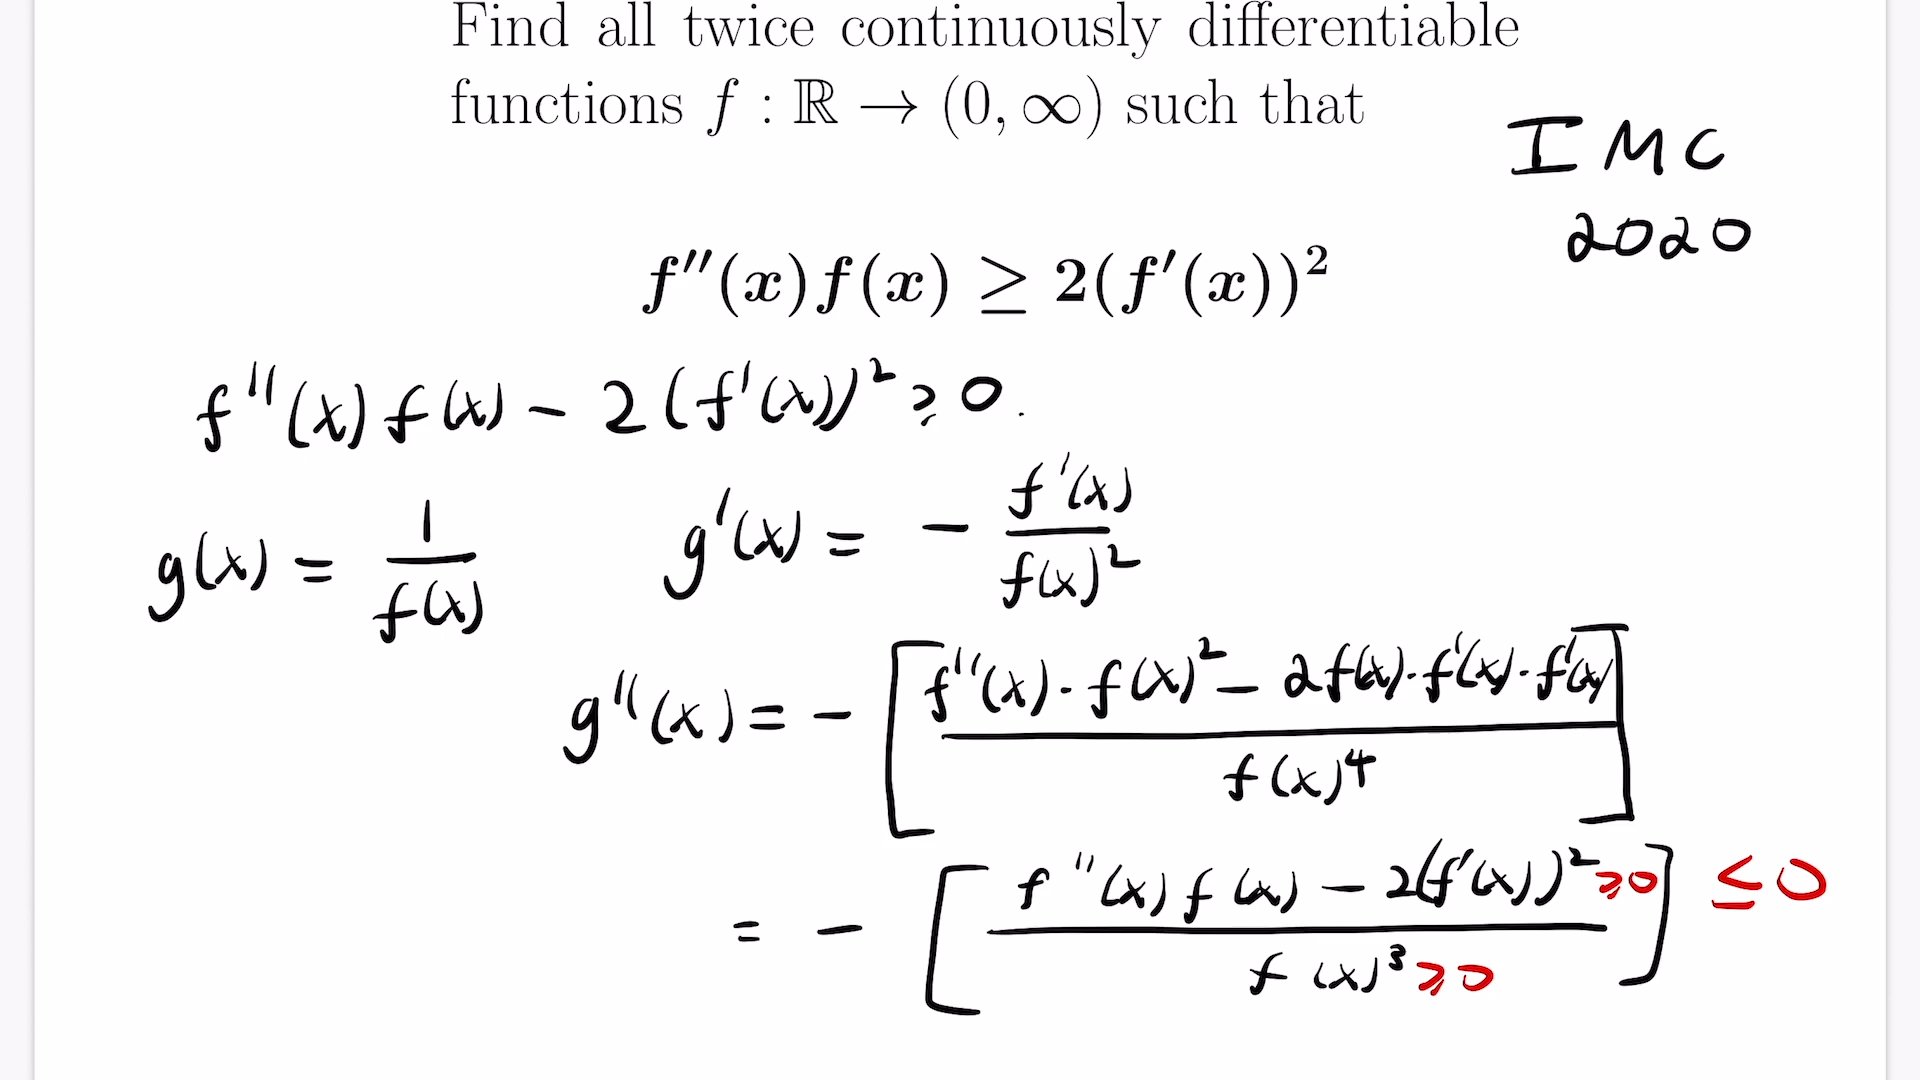 Find all twice continuously differentiable
functions f : ℝ → (0, ∞) such that
IMC
2020
f''(x)f(x) ≥ 2(f'(x))²
f''(x) f(x) − 2(f'(x))² ≥ 0.
g(x) = 1/f(x)    g'(x) = − f'(x)/f(x)²
g''(x) = − [ (f''(x)·f(x)² − 2f(x)·f'(x)·f'(x)) / f(x)⁴ ]
= − [ (f''(x) f(x) − 2(f'(x))² ≥0) / (f(x)³ ≥0) ] ≤ 0